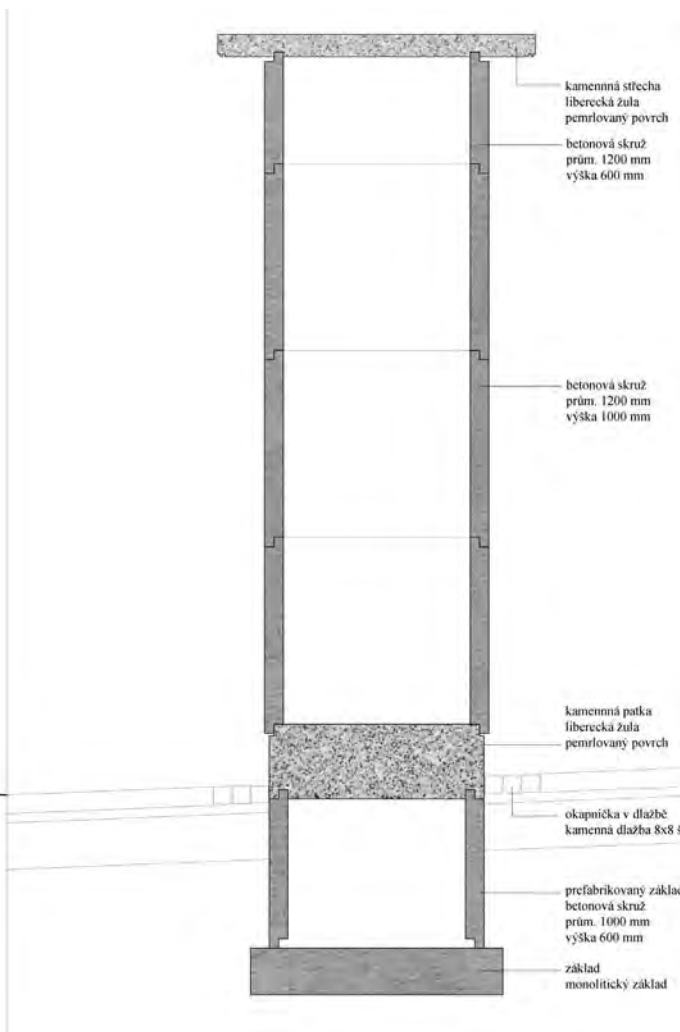 kamennná střecha
liberecká žula
pemrlovaný povrch
betonová skruž
prům. 1200 mm
výška 600 mm
betonová skruž
prům. 1200 mm
výška 1000 mm
kamennná patka
liberecká žula
pemrlovaný povrch
okapnička v dlažbě
kamenná dlažba 8x8 š
prefabrikovaný základ
betonová skruž
prům. 1000 mm
výška 600 mm
základ
monolitický základ